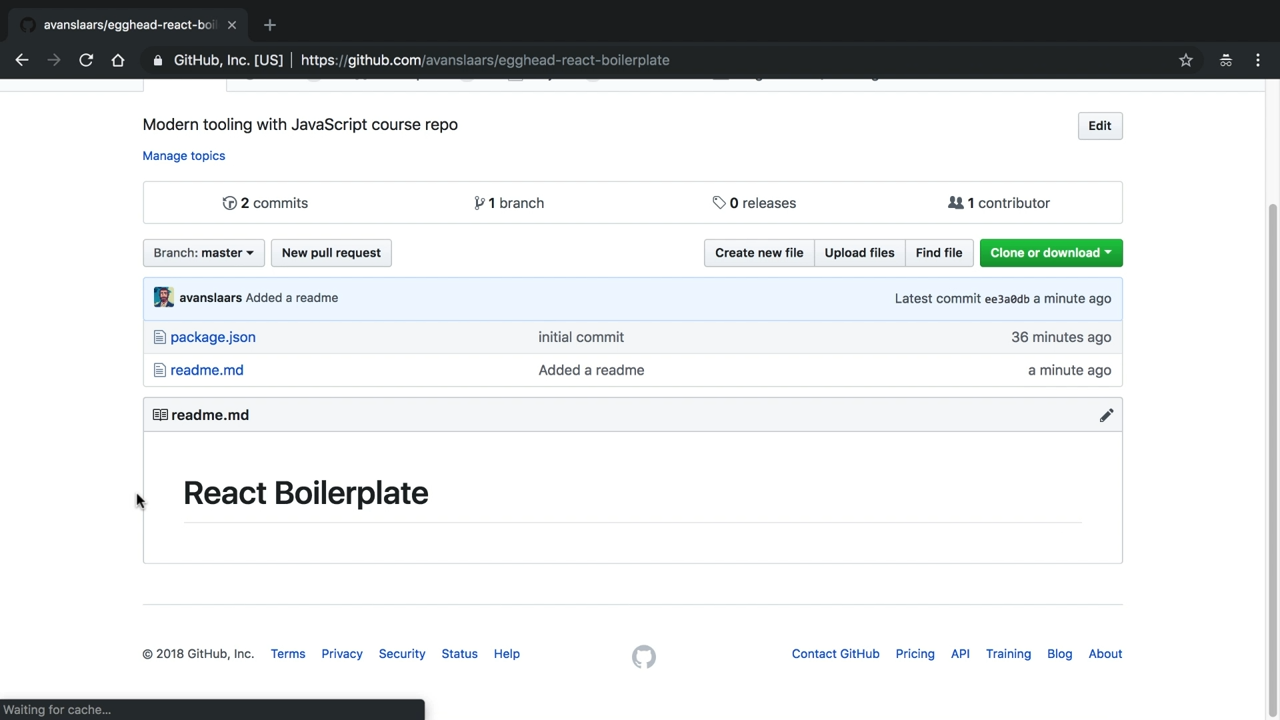 avanslaars/egghead-react-boil
GitHub, Inc. [US] | https://github.com/avanslaars/egghead-react-boilerplate
Modern tooling with JavaScript course repo
Edit
Manage topics
2 commits
1 branch
0 releases
1 contributor
Branch: master
New pull request
Create new file
Upload files
Find file
Clone or download
avanslaars Added a readme
Latest commit ee3a0db a minute ago
package.json
initial commit
36 minutes ago
readme.md
Added a readme
a minute ago
readme.md
React Boilerplate
© 2018 GitHub, Inc.
Terms
Privacy
Security
Status
Help
Contact GitHub
Pricing
API
Training
Blog
About
Waiting for cache...